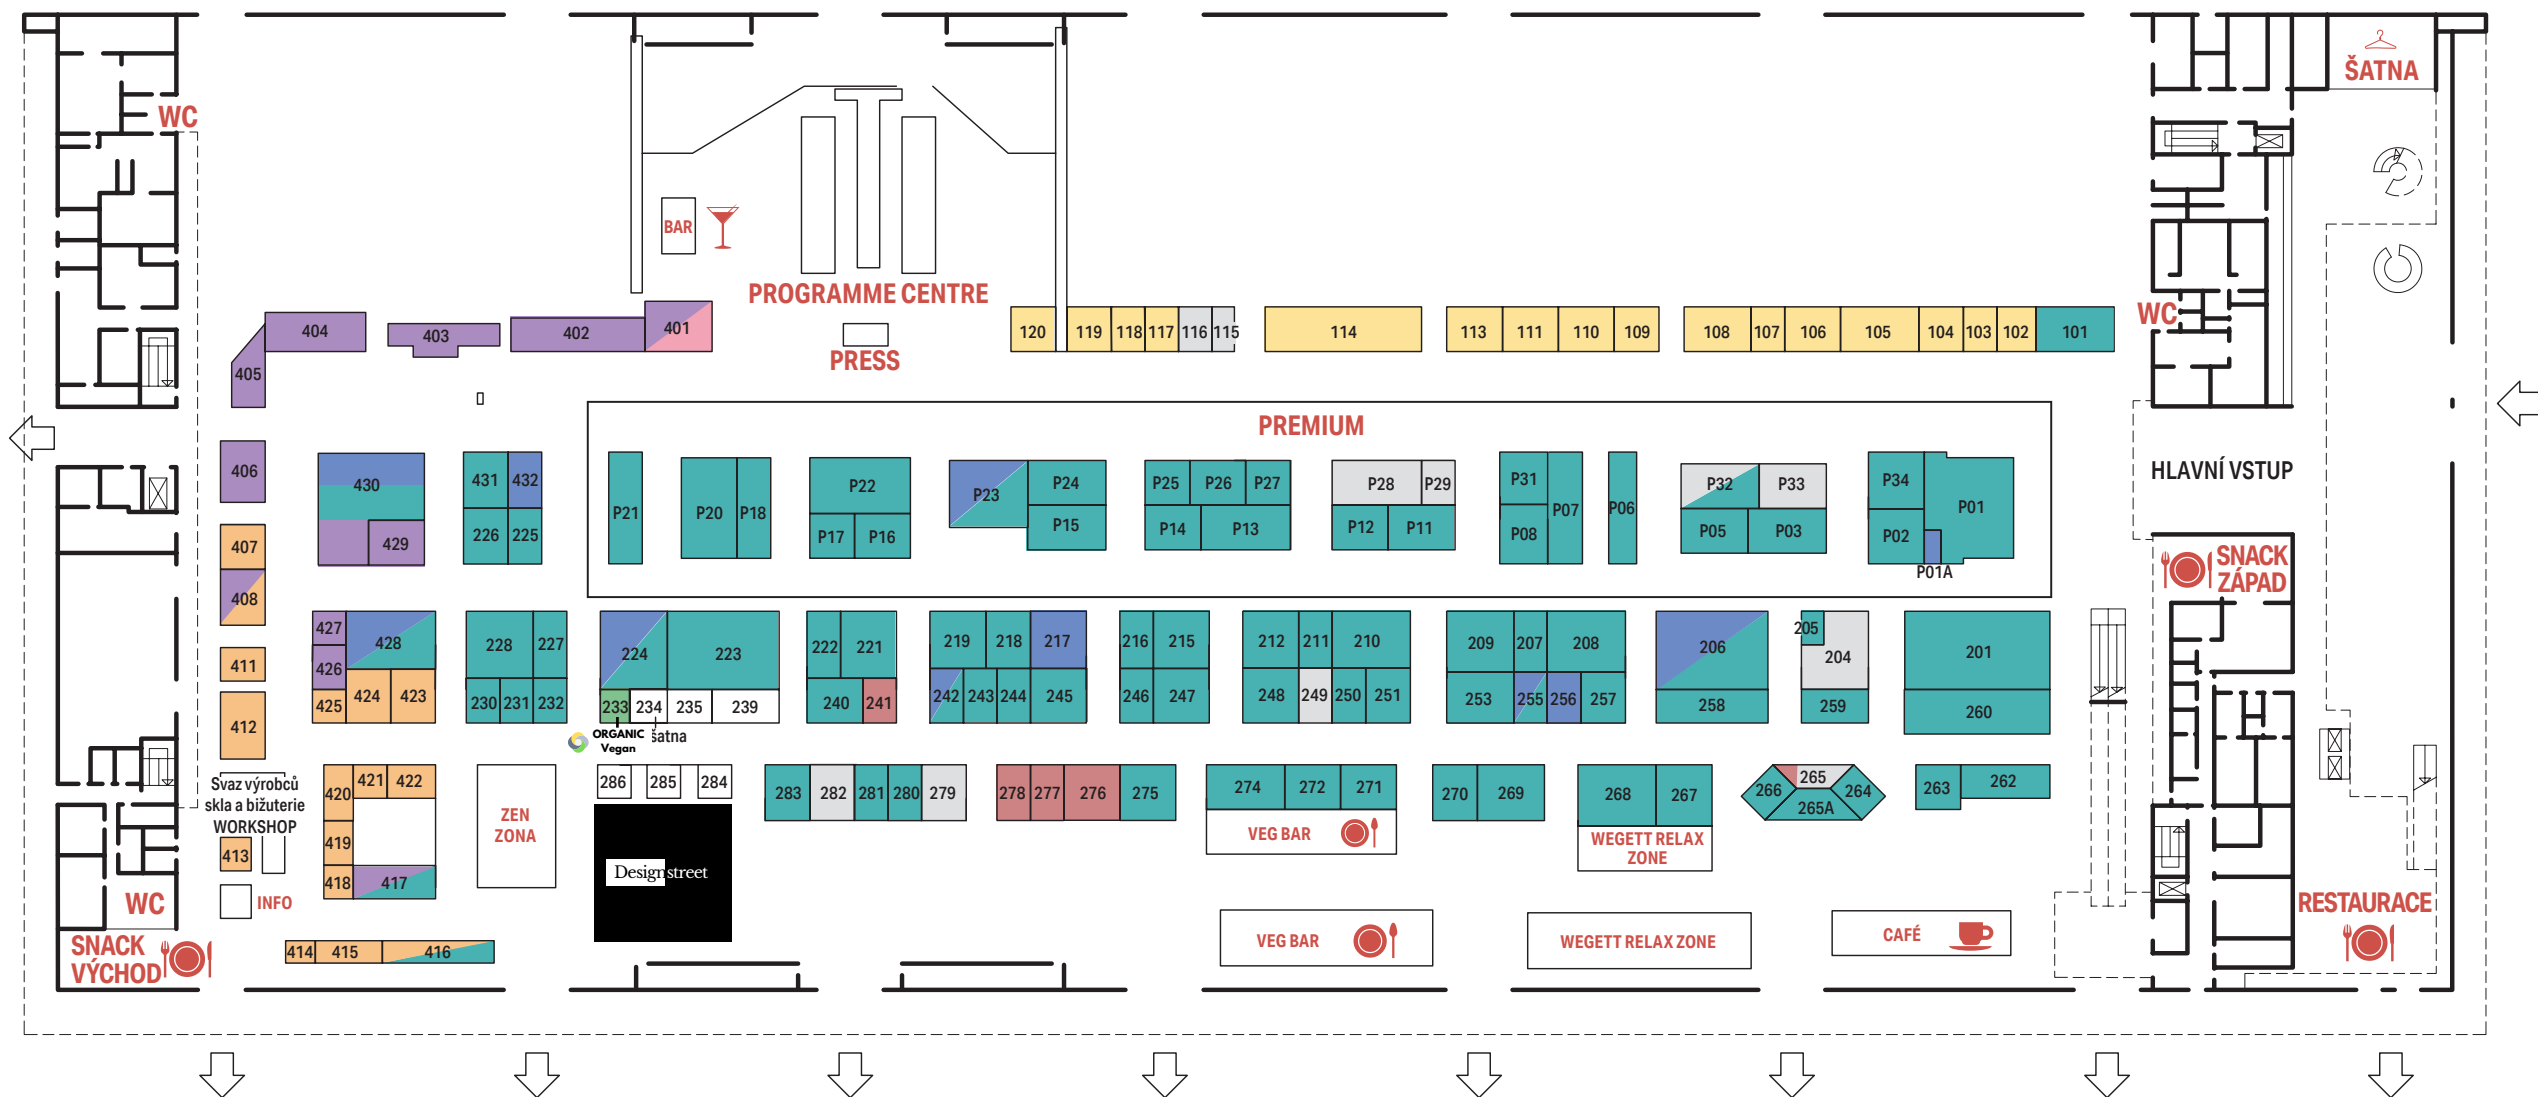 ŠATNA
WC
BAR
PROGRAMME CENTRE
PRESS
404
403
402
401
405
120
119
118
117
116
115
114
113
111
110
109
108
107
106
105
104
103
102
101
WC
PREMIUM
HLAVNÍ VSTUP
406
430
429
431
432
226
225
P21
P20
P18
P22
P17
P16
P23
P24
P15
P25
P26
P27
P14
P13
P28
P29
P12
P11
P31
P08
P07
P06
P32
P33
P05
P03
P34
P02
P01
P01A
407
408
SNACK
ZÁPAD
411
412
427
426
425
428
424
423
228
227
230
231
232
224
223
233
234
235
239
ORGANIC
Vegan
šatna
222
221
240
241
219
218
217
242
243
244
245
216
215
246
247
212
211
210
248
249
250
251
209
207
208
253
255
256
257
206
258
205
204
259
201
260
Svaz výrobců
skla a bižuterie
WORKSHOP
413
INFO
420
421
422
419
418
417
ZEN
ZONA
286
285
284
Designstreet
283
282
281
280
279
278
277
276
275
274
272
271
VEG BAR
270
269
268
267
WEGETT RELAX
ZONE
266
265
265A
264
263
262
WC
SNACK
VÝCHOD
414
415
416
VEG BAR
WEGETT RELAX ZONE
CAFÉ
RESTAURACE